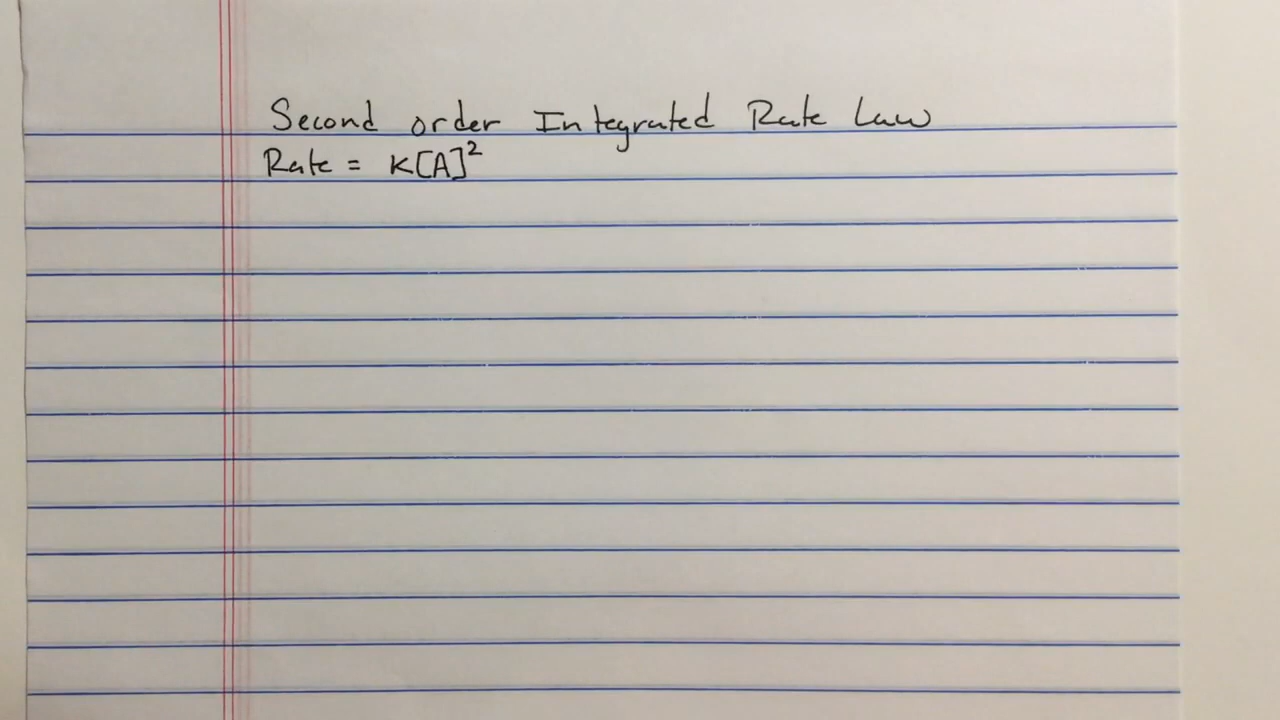 Second order Integrated Rate Law
Rate = K[A]²